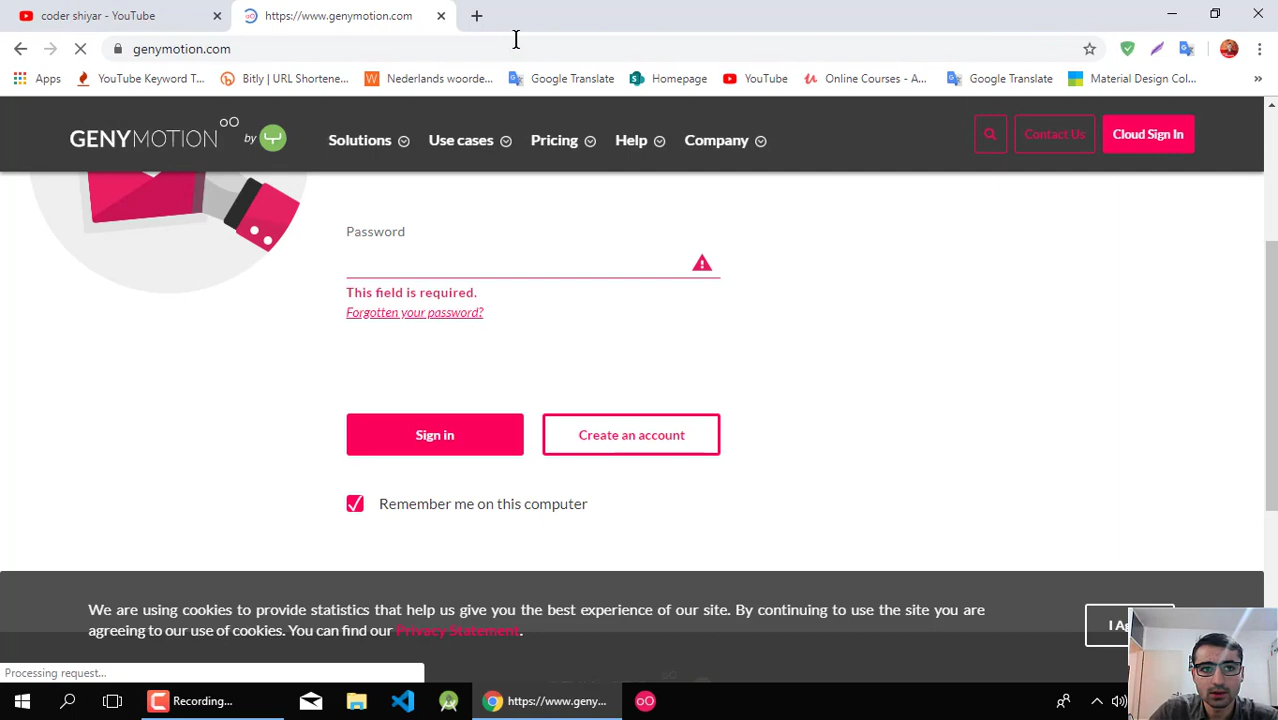 coder shiyar - YouTube
https://www.genymotion.com
genymotion.com
Apps
YouTube Keyword T...
Bitly | URL Shortene...
Nederlands woorde...
Google Translate
Homepage
YouTube
Online Courses - A...
Google Translate
Material Design Col...
GENYMOTION by
Solutions
Use cases
Pricing
Help
Company
Contact Us
Cloud Sign In
Password
This field is required.
Forgotten your password?
Sign in
Create an account
Remember me on this computer
We are using cookies to provide statistics that help us give you the best experience of our site. By continuing to use the site you are
agreeing to our use of cookies. You can find our Privacy Statement.
Processing request...
Recording...
https://www.geny...